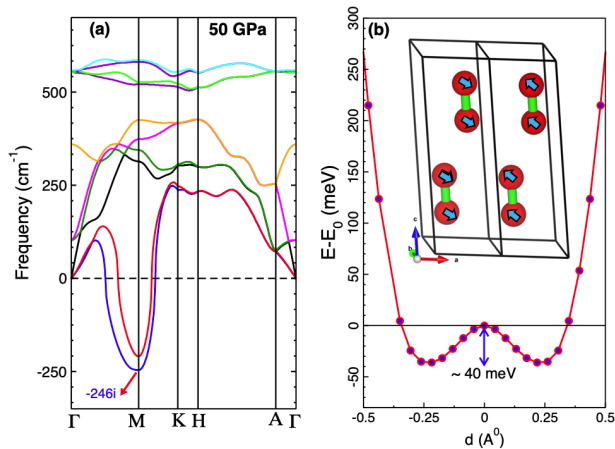 (a)
50 GPa
Frequency (cm⁻¹)
500
250
0
-250
-246i
Γ
M
K
H
A
Γ
(b)
E-E₀ (meV)
250
200
150
100
50
0
-50
c
b
a
~ 40 meV
-0.5
-0.25
0
0.25
0.5
d (A⁰)